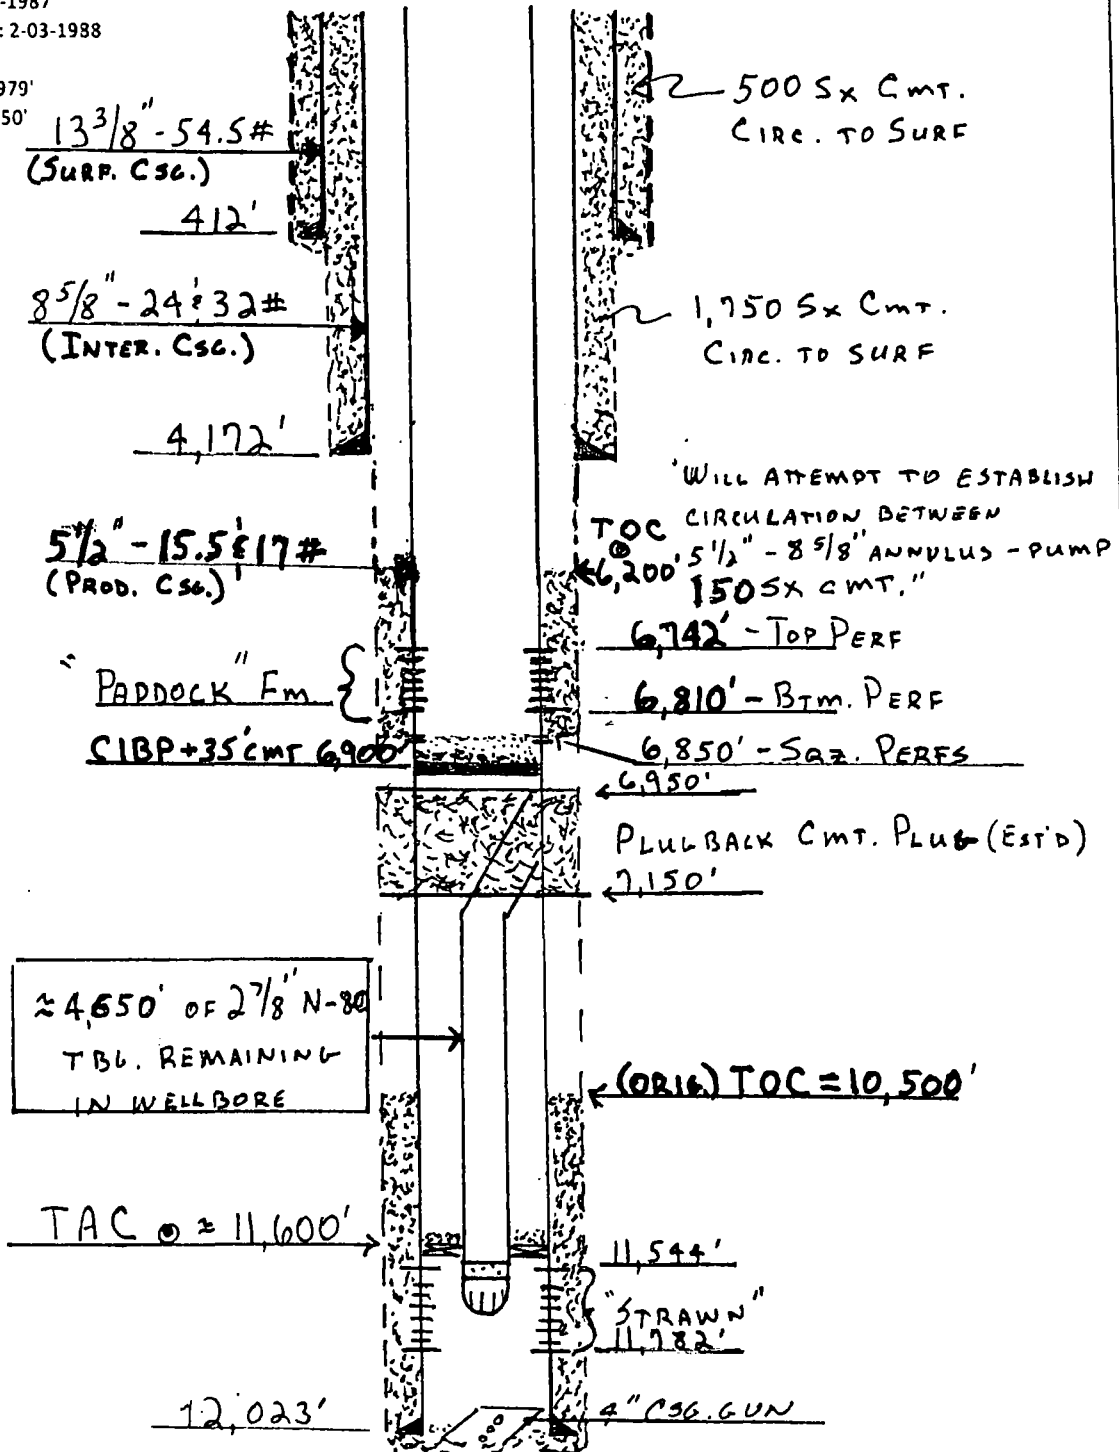 -1987
: 2-03-1988
979'
50'
13 3/8" - 54.5#
(SURF. CSG.)
412'
500 Sx CMT.
CIRC. TO SURF
8 5/8" - 24 & 32#
(INTER. CSG.)
1,750 Sx CMT.
CIRC. TO SURF
4,172'
"WILL ATTEMPT TO ESTABLISH
CIRCULATION BETWEEN
5 1/2" - 8 5/8" ANNULUS - PUMP
150 SX CMT."
TOC
@
6,200'
5 1/2" - 15.5 & 17#
(PROD. CSG.)
6,742' - TOP PERF
"PADDOCK" Fm
6,810' - BTM. PERF
CIBP + 35' CMT 6,900'
6,850' - SQZ. PERFS
6,950'
PLUGBACK CMT. PLUG (EST'D)
7,150'
≈ 4,650' OF 2 7/8" N-80
TBG. REMAINING
IN WELLBORE
(ORIG.) TOC = 10,500'
TAC @ ≈ 11,600'
11,544'
"STRAWN"
11,782'
12,023'
4" CSG. GUN